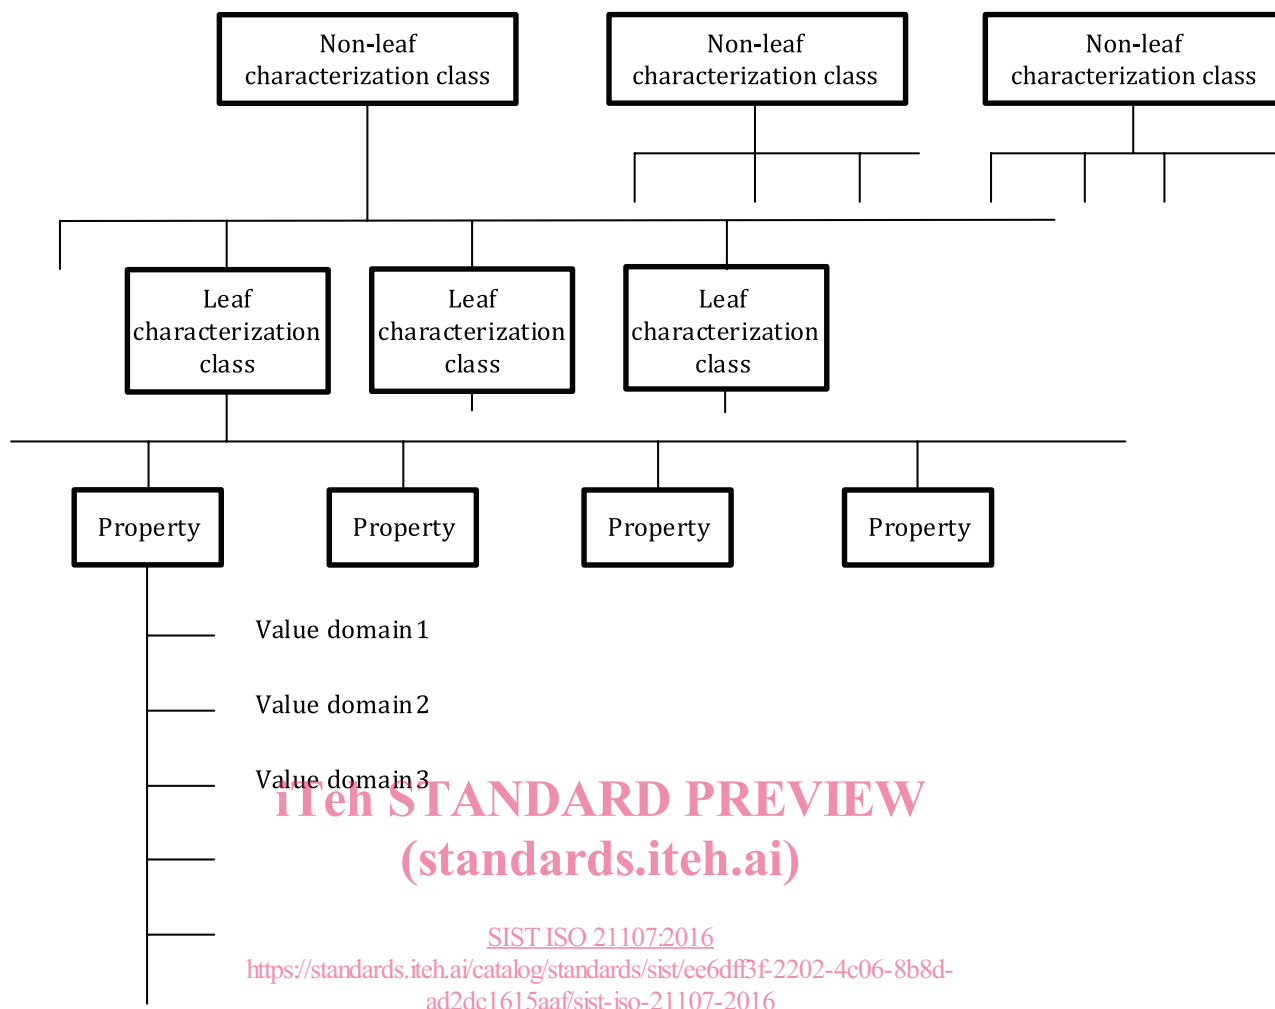 Non-leaf
characterization class
Non-leaf
characterization class
Non-leaf
characterization class
Leaf
characterization
class
Leaf
characterization
class
Leaf
characterization
class
Property
Property
Property
Property
Value domain 1
Value domain 2
Value domain 3
iTeh STANDARD PREVIEW
(standards.iteh.ai)
SIST ISO 21107:2016
https://standards.iteh.ai/catalog/standards/sist/ee6dff3f-2202-4c06-8b8d-
ad2dc1615aaf/sist-iso-21107-2016